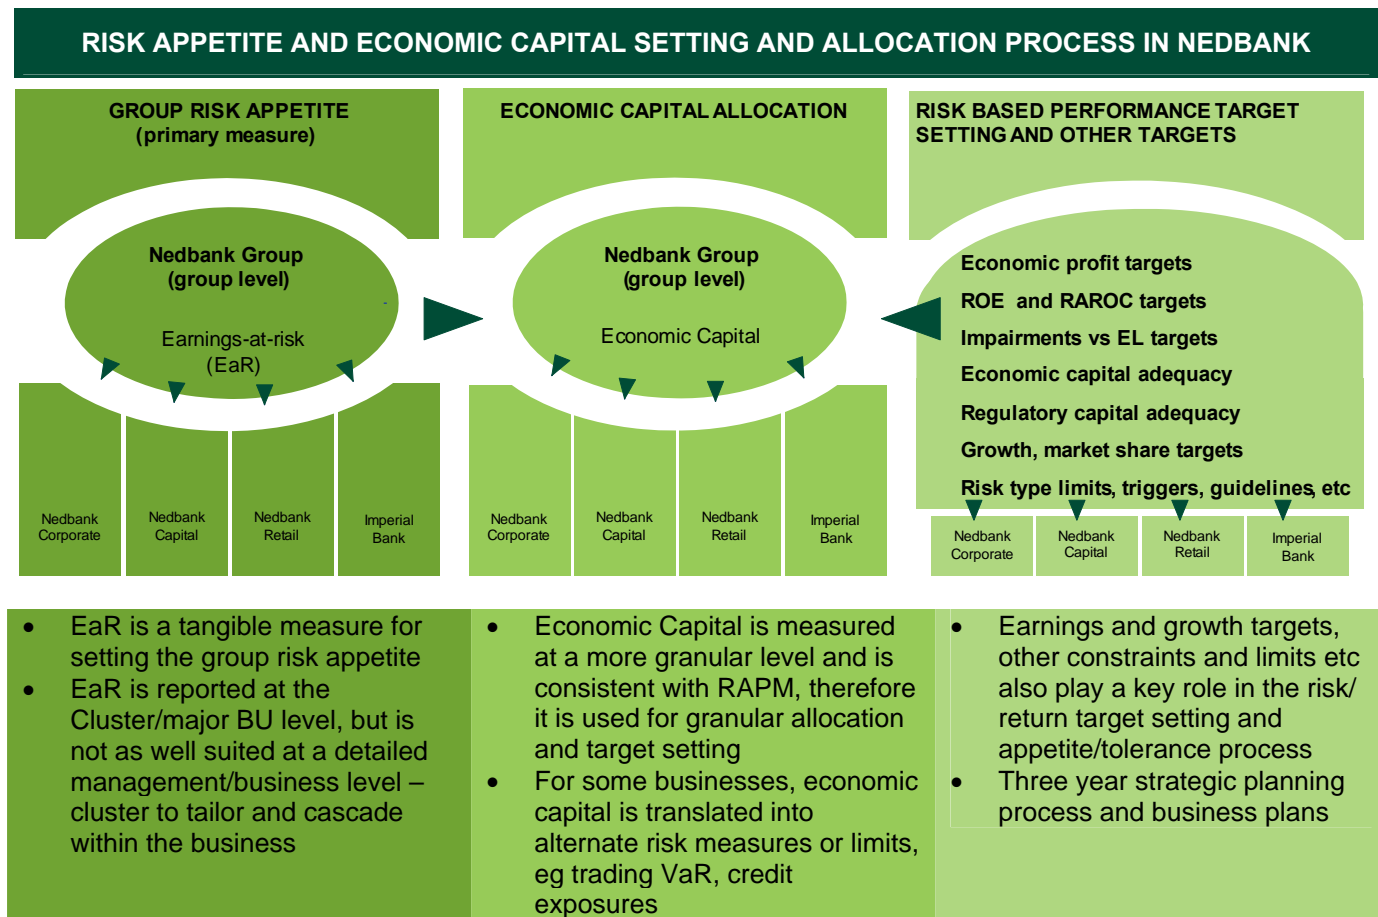 RISK APPETITE AND ECONOMIC CAPITAL SETTING AND ALLOCATION PROCESS IN NEDBANK
GROUP RISK APPETITE
(primary measure)
Nedbank Group
(group level)
Earnings-at-risk
(EaR)
Nedbank
Corporate
Nedbank
Capital
Nedbank
Retail
Imperial
Bank
ECONOMIC CAPITAL ALLOCATION
Nedbank Group
(group level)
Economic Capital
Nedbank
Corporate
Nedbank
Capital
Nedbank
Retail
Imperial
Bank
RISK BASED PERFORMANCE TARGET
SETTING AND OTHER TARGETS
Economic profit targets
ROE and RAROC targets
Impairments vs EL targets
Economic capital adequacy
Regulatory capital adequacy
Growth, market share targets
Risk type limits, triggers, guidelines, etc
Nedbank
Corporate
Nedbank
Capital
Nedbank
Retail
Imperial
Bank
• EaR is a tangible measure for
setting the group risk appetite
• EaR is reported at the
Cluster/major BU level, but is
not as well suited at a detailed
management/business level –
cluster to tailor and cascade
within the business
• Economic Capital is measured
at a more granular level and is
consistent with RAPM, therefore
it is used for granular allocation
and target setting
• For some businesses, economic
capital is translated into
alternate risk measures or limits,
eg trading VaR, credit
exposures
• Earnings and growth targets,
other constraints and limits etc
also play a key role in the risk/
return target setting and
appetite/tolerance process
• Three year strategic planning
process and business plans